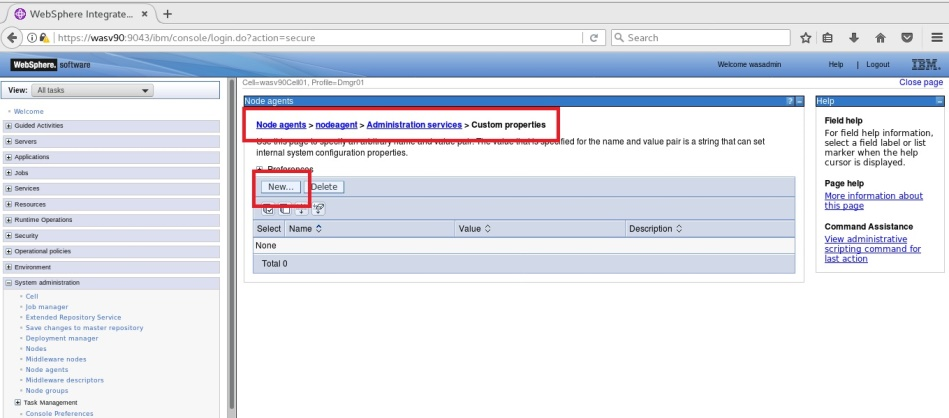 WebSphere Integrate...
https://wasv90:9043/ibm/console/login.do?action=secure
Search
WebSphere. software
Welcome wasadmin
Help | Logout
IBM.
Cell=wasv90Cell01, Profile=Dmgr01
Close page
View: All tasks
Welcome
Guided Activities
Servers
Applications
Jobs
Services
Resources
Runtime Operations
Security
Operational policies
Environment
System administration
Cell
Job manager
Extended Repository Service
Save changes to master repository
Deployment manager
Nodes
Middleware nodes
Node agents
Middleware descriptors
Node groups
Task Management
Console Preferences
Node agents
? -
Node agents > nodeagent > Administration services > Custom properties
Use this page to specify an arbitrary name and value pair. The value that is specified for the name and value pair is a string that can set
internal system configuration properties.
Preferences
New... Delete
Select Name Value Description
None
Total 0
Help
Field help
For field help information,
select a field label or list
marker when the help
cursor is displayed.
Page help
More information about
this page
Command Assistance
View administrative
scripting command for
last action